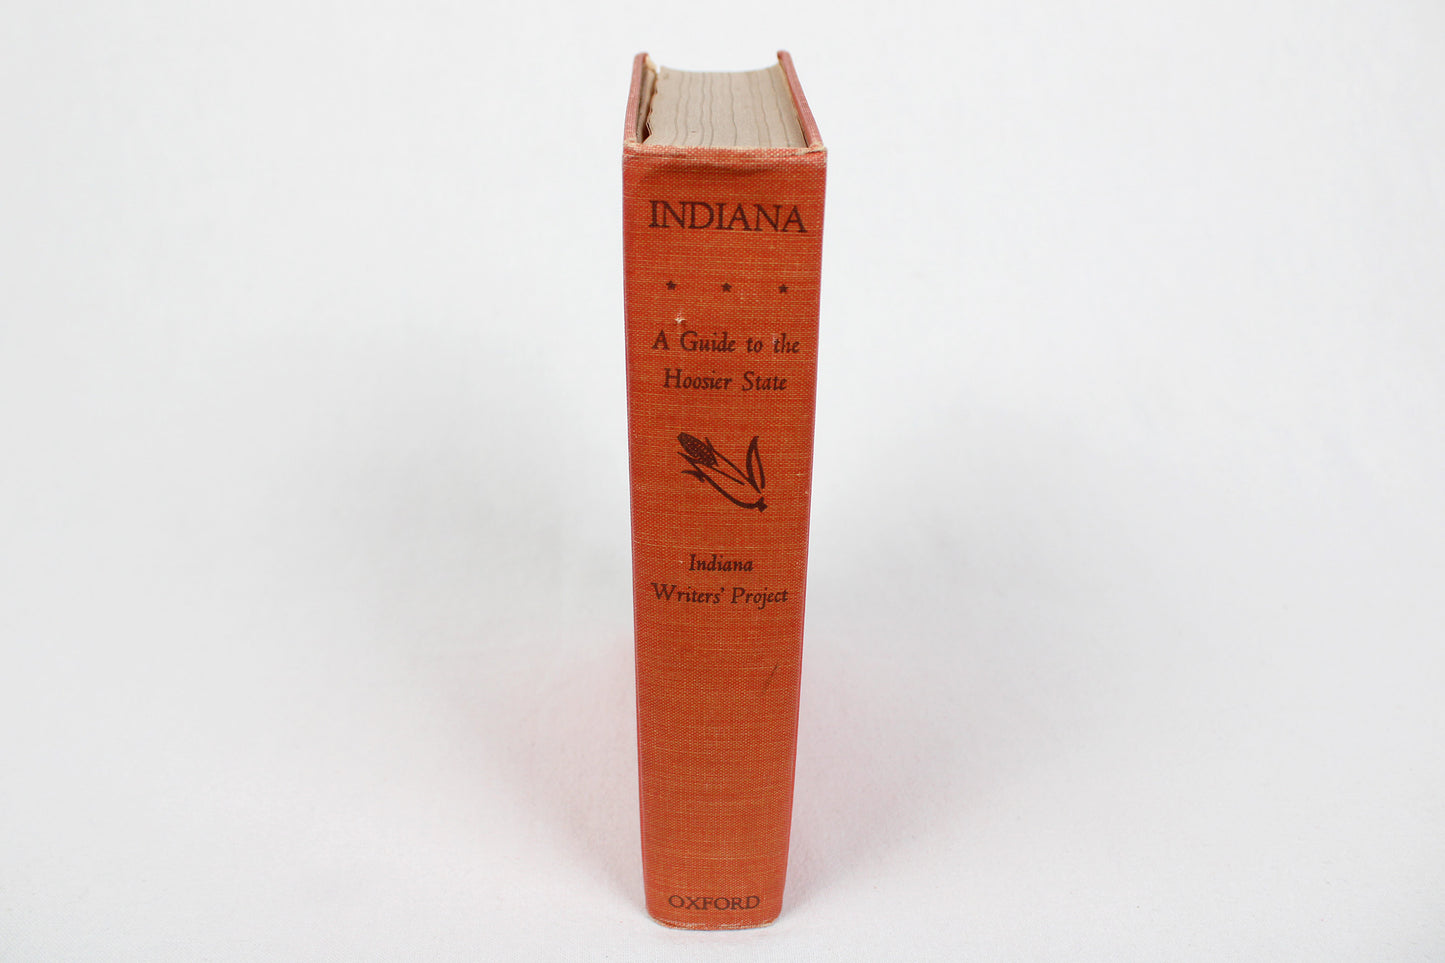 INDIANA
* * *
A Guide to the
Hoosier State
Indiana
Writers' Project
OXFORD